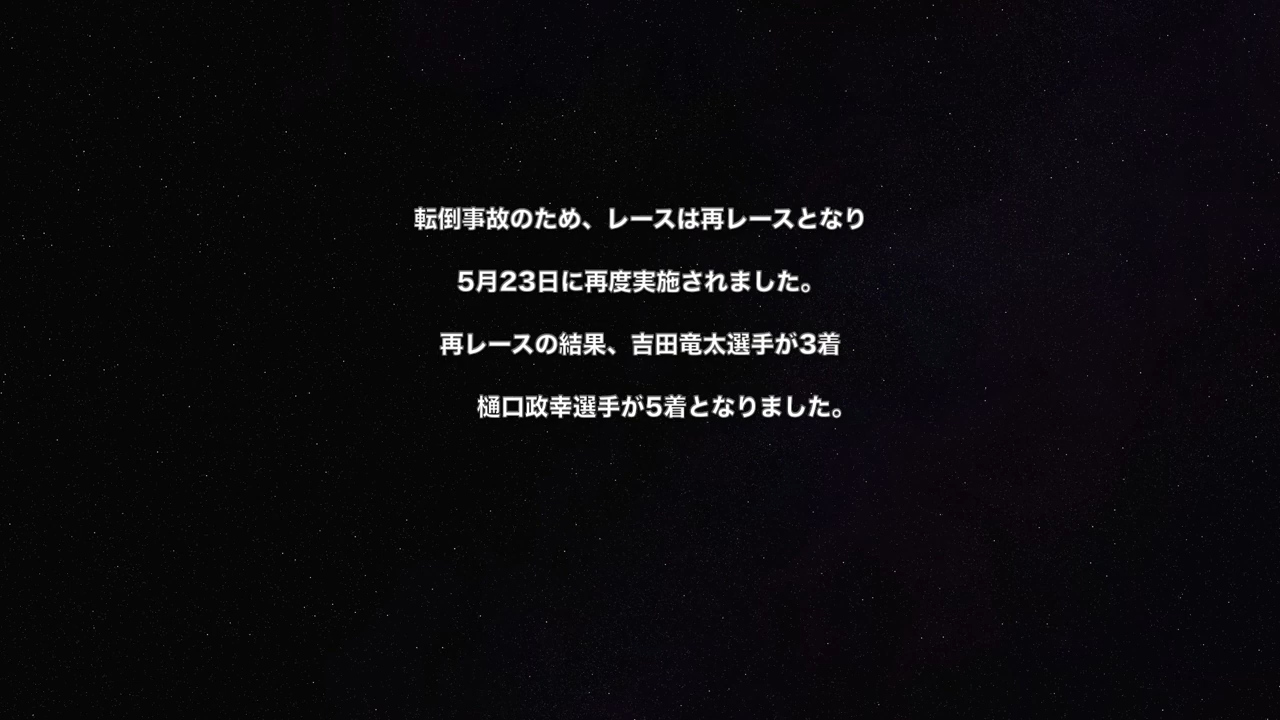 転倒事故のため、レースは再レースとなり
5月23日に再度実施されました。
再レースの結果、吉田竜太選手が3着
樋口政幸選手が5着となりました。